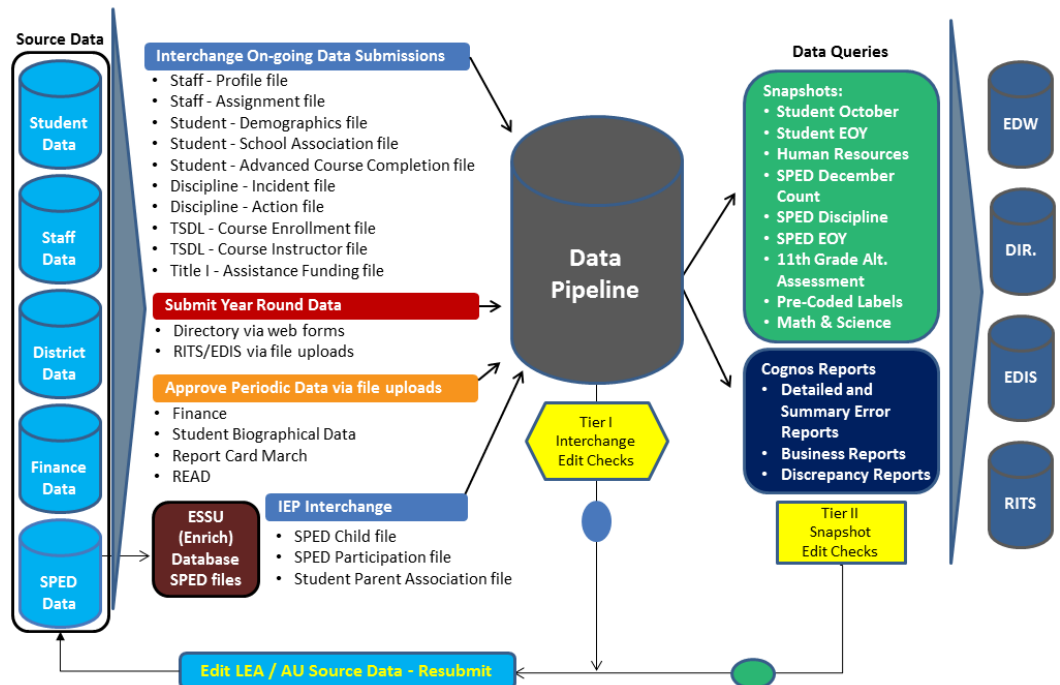 Source Data
Student
Data
Staff
Data
District
Data
Finance
Data
SPED
Data
Interchange On-going Data Submissions
• Staff - Profile file
• Staff - Assignment file
• Student - Demographics file
• Student - School Association file
• Student - Advanced Course Completion file
• Discipline - Incident file
• Discipline - Action file
• TSDL - Course Enrollment file
• TSDL - Course Instructor file
• Title I - Assistance Funding file
Submit Year Round Data
• Directory via web forms
• RITS/EDIS via file uploads
Approve Periodic Data via file uploads
• Finance
• Student Biographical Data
• Report Card March
• READ
ESSU
(Enrich)
Database
SPED files
IEP Interchange
• SPED Child file
• SPED Participation file
• Student Parent Association file
Data
Pipeline
Tier I
Interchange
Edit Checks
Data Queries
Snapshots:
• Student October
• Student EOY
• Human Resources
• SPED December
Count
• SPED Discipline
• SPED EOY
• 11th Grade Alt.
Assessment
• Pre-Coded Labels
• Math & Science
Cognos Reports
• Detailed and
Summary Error
Reports
• Business Reports
• Discrepancy Reports
Tier II
Snapshot
Edit Checks
EDW
DIR.
EDIS
RITS
Edit LEA / AU Source Data - Resubmit